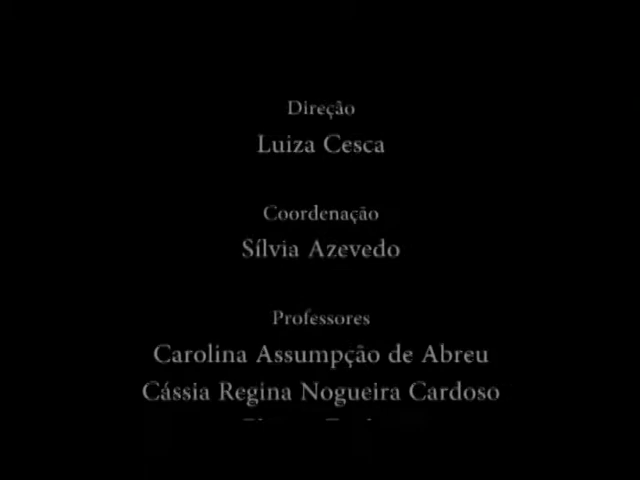 Direção
Luiza Cesca
Coordenação
Sílvia Azevedo
Professores
Carolina Assumpção de Abreu
Cássia Regina Nogueira Cardoso